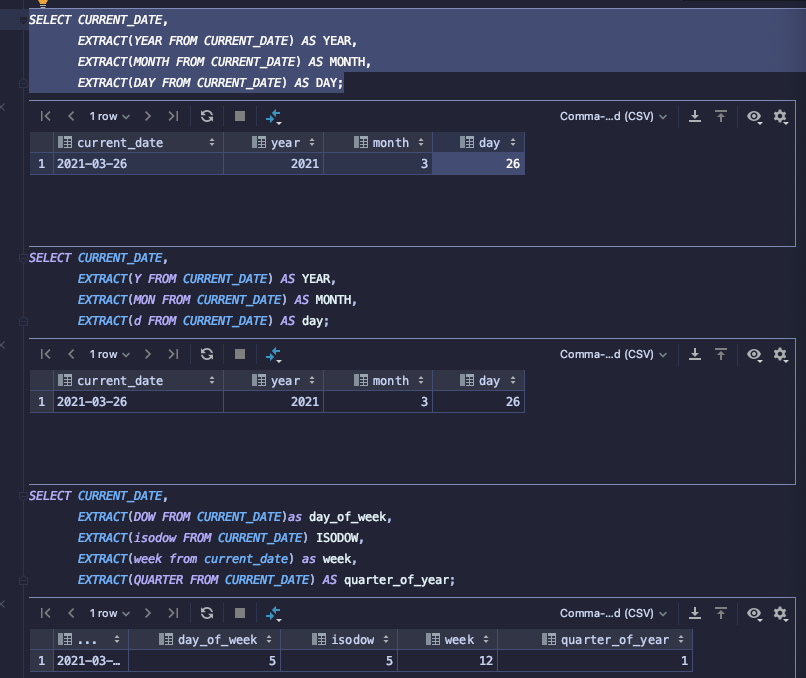 SELECT CURRENT_DATE,
EXTRACT(YEAR FROM CURRENT_DATE) AS YEAR,
EXTRACT(MONTH FROM CURRENT_DATE) AS MONTH,
EXTRACT(DAY FROM CURRENT_DATE) AS DAY;
1 row Comma-...d (CSV)
current_date year month day
1 2021-03-26 2021 3 26
SELECT CURRENT_DATE,
EXTRACT(Y FROM CURRENT_DATE) AS YEAR,
EXTRACT(MON FROM CURRENT_DATE) AS MONTH,
EXTRACT(d FROM CURRENT_DATE) AS day;
1 row Comma-...d (CSV)
current_date year month day
1 2021-03-26 2021 3 26
SELECT CURRENT_DATE,
EXTRACT(DOW FROM CURRENT_DATE)as day_of_week,
EXTRACT(isodow FROM CURRENT_DATE) ISODOW,
EXTRACT(week from current_date) as week,
EXTRACT(QUARTER FROM CURRENT_DATE) AS quarter_of_year;
1 row Comma-...d (CSV)
... day_of_week isodow week quarter_of_year
1 2021-03-... 5 5 12 1